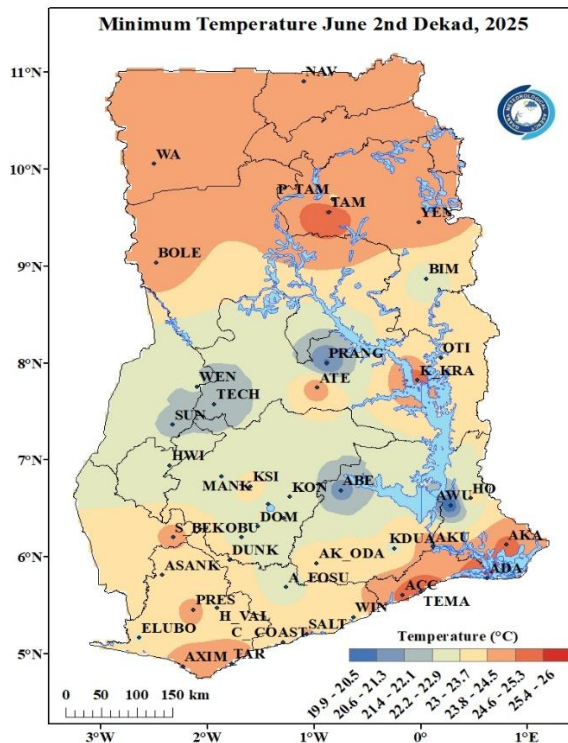 Minimum Temperature June 2nd Dekad, 2025
11°N
NAV
10°N
WA
P_TAM
TAM
YEN
9°N
BOLE
BIM
8°N
PRANG
OTI
K_KRA
ATE
WEN
TECH
SUN
7°N
HWI
MANK
KSI
KON
ABE
HO
AWU
DOM
S_BEKOBU
6°N
DUNK
AK_ODA
KDUA
AKU
AKA
ASANK
A_FOSU
ADA
ACC
TEMA
PRES
H_VAL
WIN
SALT
C_COAST
ELUBO
5°N
AXIM
TAR
Temperature (°C)
19.9 - 20.5
20.6 - 21.3
21.4 - 22.1
22.2 - 22.9
23 - 23.7
23.8 - 24.5
24.6 - 25.3
25.4 - 26
0 50 100 150 km
3°W 2°W 1°W 0° 1°E